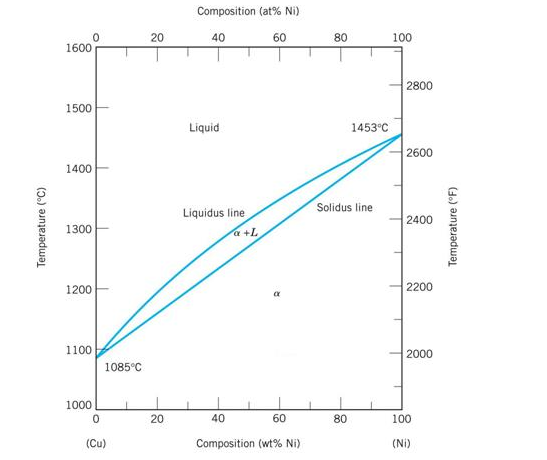 Composition (at% Ni)
0 20 40 60 80 100
1600
2800
1500
Liquid
1453°C
2600
1400
Solidus line
Liquidus line
2400
1300
α +L
Temperature (°C)
Temperature (°F)
2200
1200
α
1100
2000
1085°C
1000
0 20 40 60 80 100
(Cu) Composition (wt% Ni) (Ni)